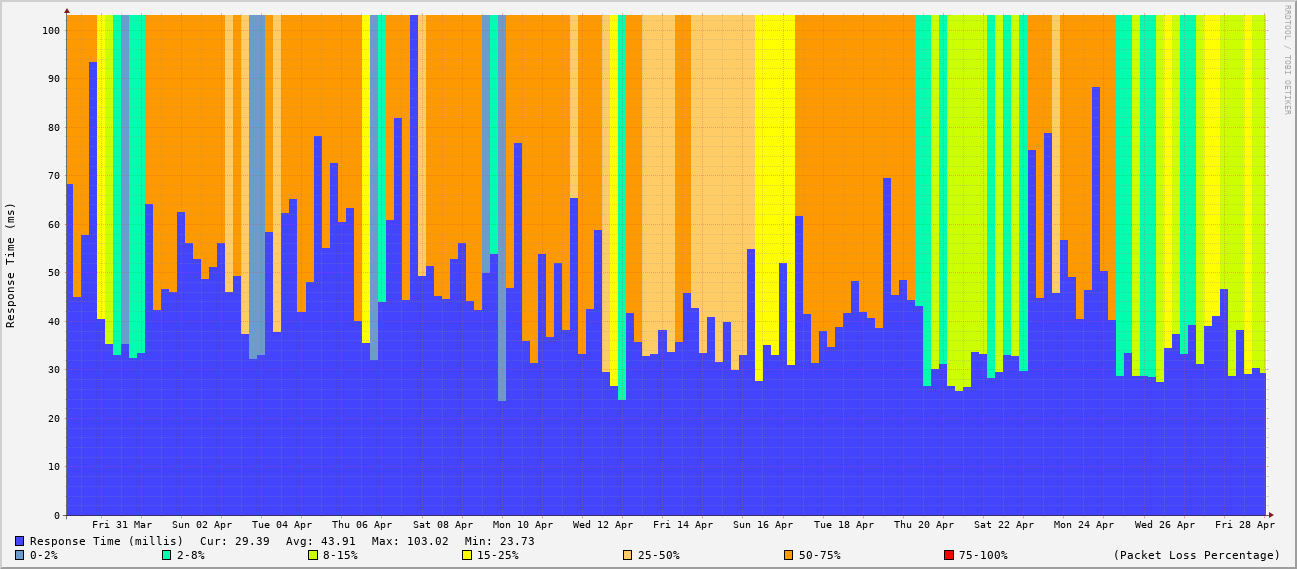 RRDTOOL / TOBI OETIKER
Response Time (ms)
100
90
80
70
60
50
40
30
20
10
0
Fri 31 Mar Sun 02 Apr Tue 04 Apr Thu 06 Apr Sat 08 Apr Mon 10 Apr Wed 12 Apr Fri 14 Apr Sun 16 Apr Tue 18 Apr Thu 20 Apr Sat 22 Apr Mon 24 Apr Wed 26 Apr Fri 28 Apr
Response Time (millis) Cur: 29.39 Avg: 43.91 Max: 103.02 Min: 23.73
0-2% 2-8% 8-15% 15-25% 25-50% 50-75% 75-100% (Packet Loss Percentage)